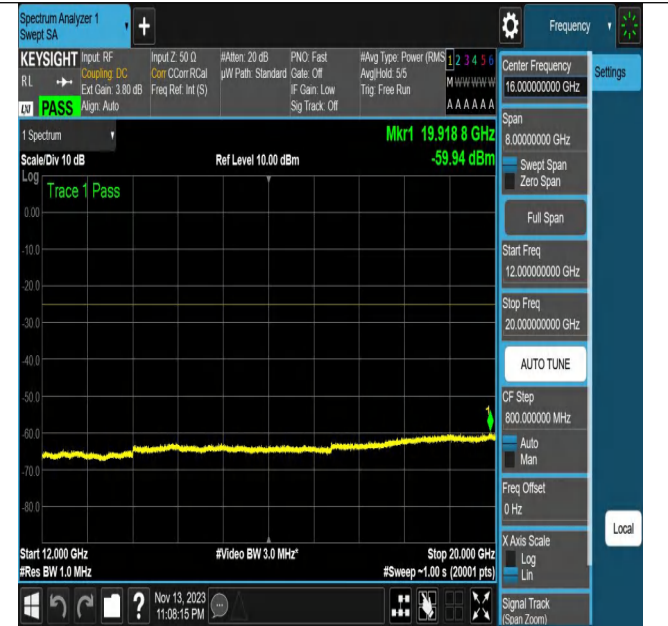 Spectrum Analyzer 1
Swept SA
+
Frequency
KEYSIGHT
RL
LXI
PASS
Input: RF
Coupling: DC
Ext Gain: 3.80 dB
Align: Auto
Input Z: 50 Ω
Corr CCorr RCal
Freq Ref: Int (S)
#Atten: 20 dB
µW Path: Standard
PNO: Fast
Gate: Off
IF Gain: Low
Sig Track: Off
#Avg Type: Power (RMS
Avg|Hold: 5/5
Trig: Free Run
1 2 3 4 5 6
M W W W W W
A A A A A A
1 Spectrum
Scale/Div 10 dB
Ref Level 10.00 dBm
Mkr1 19.918 8 GHz
-59.94 dBm
Log
Trace 1 Pass
0.00
-10.0
-20.0
-30.0
-40.0
-50.0
-60.0
-70.0
-80.0
1
Start 12.000 GHz
#Res BW 1.0 MHz
#Video BW 3.0 MHz*
Stop 20.000 GHz
#Sweep ~1.00 s (20001 pts)
Center Frequency
16.000000000 GHz
Settings
Span
8.00000000 GHz
Swept Span
Zero Span
Full Span
Start Freq
12.000000000 GHz
Stop Freq
20.000000000 GHz
AUTO TUNE
CF Step
800.000000 MHz
Auto
Man
Freq Offset
0 Hz
X Axis Scale
Log
Lin
Local
Signal Track
(Span Zoom)
?
Nov 13, 2023
11:08:15 PM